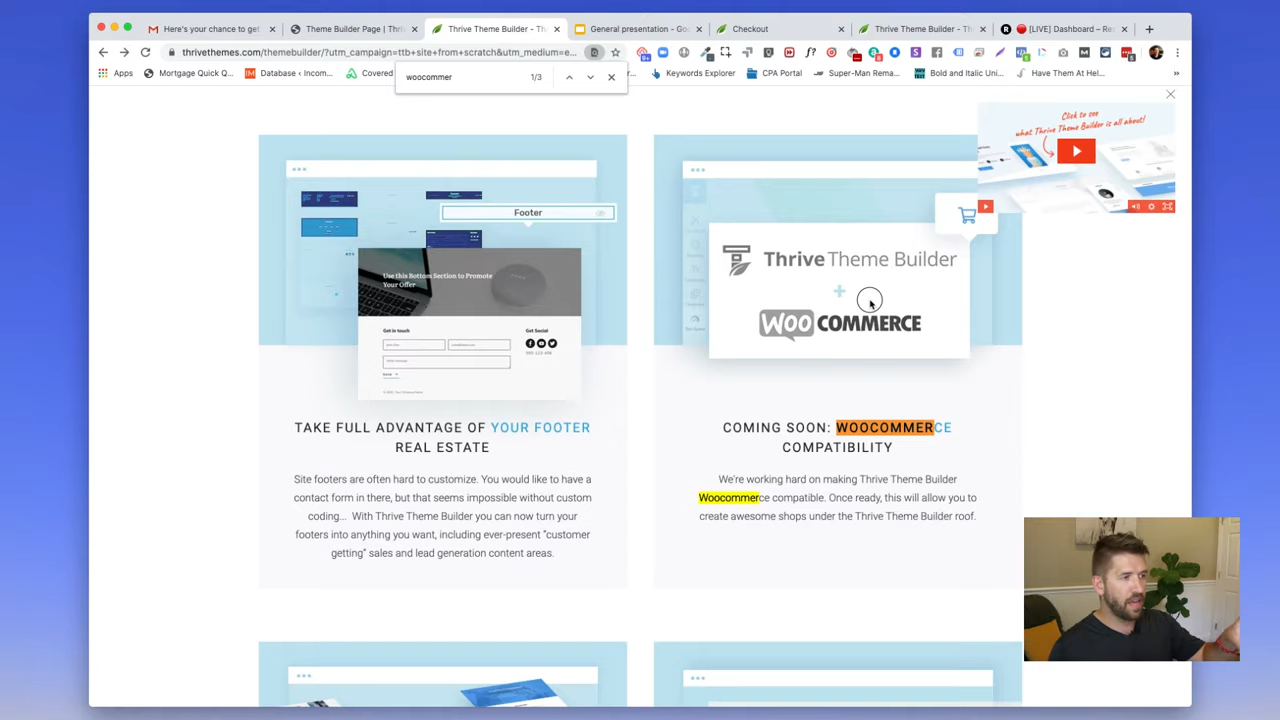 Here's your chance to get
Theme Builder Page | Thri
Thrive Theme Builder - Th
General presentation - Go
Checkout
Thrive Theme Builder - Th
[LIVE] Dashboard - Re
thrivethemes.com/themebuilder/?utm_campaign=ttb+site+from+scratch&utm_medium=e...
Apps
Mortgage Quick Q...
Database ‹ Incom...
Covered
Keywords Explorer
CPA Portal
Super-Man Rema...
Bold and Italic Uni...
Have Them At Hel...
»
woocommer
1/3
Click to see
what Thrive Theme Builder is all about!
Footer
Use this Bottom Section to Promote
Your Offer
Get in touch
Get Social
Thrive Theme Builder
+
WOO COMMERCE
TAKE FULL ADVANTAGE OF YOUR FOOTER
REAL ESTATE
Site footers are often hard to customize. You would like to have a
contact form in there, but that seems impossible without custom
coding... With Thrive Theme Builder you can now turn your
footers into anything you want, including ever-present "customer
getting" sales and lead generation content areas.
COMING SOON: WOOCOMMERCE
COMPATIBILITY
We're working hard on making Thrive Theme Builder
Woocommerce compatible. Once ready, this will allow you to
create awesome shops under the Thrive Theme Builder roof.